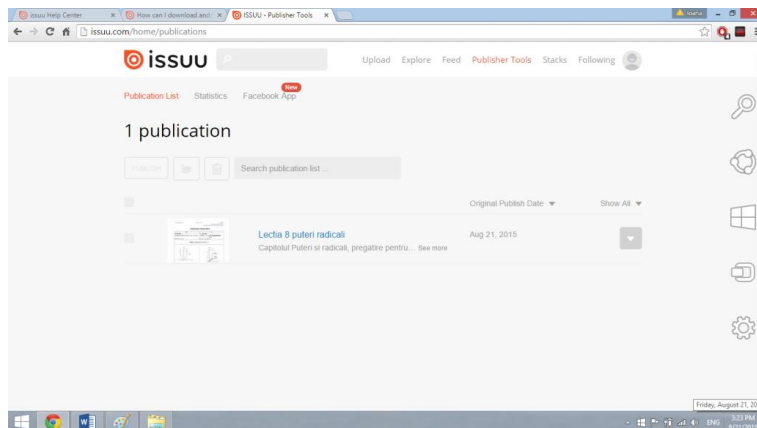 issuu Help Center
How can I download and
ISSUU - Publisher Tools
issuu.com/home/publications
issuu
Upload Explore Feed Publisher Tools Stacks Following
New
Publication List Statistics Facebook App
1 publication
PUBLISH
Search publication list ...
Original Publish Date Show All
Lectia 8 puteri radicali Aug 21, 2015
Capitolul Puteri si radicali, pregatire pentru... See more
Friday, August 21, 20
ENG 5:23 PM